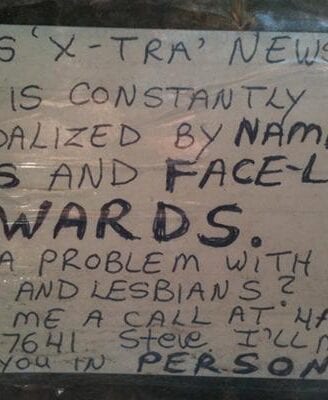 S 'X-TRA' NEWS
IS CONSTANTLY
DALIZED BY NAM
S AND FACE-L
WARDS.
A PROBLEM WITH
AND LESBIANS?
ME A CALL AT
7641 Steve I'LL
YOU IN PERSON